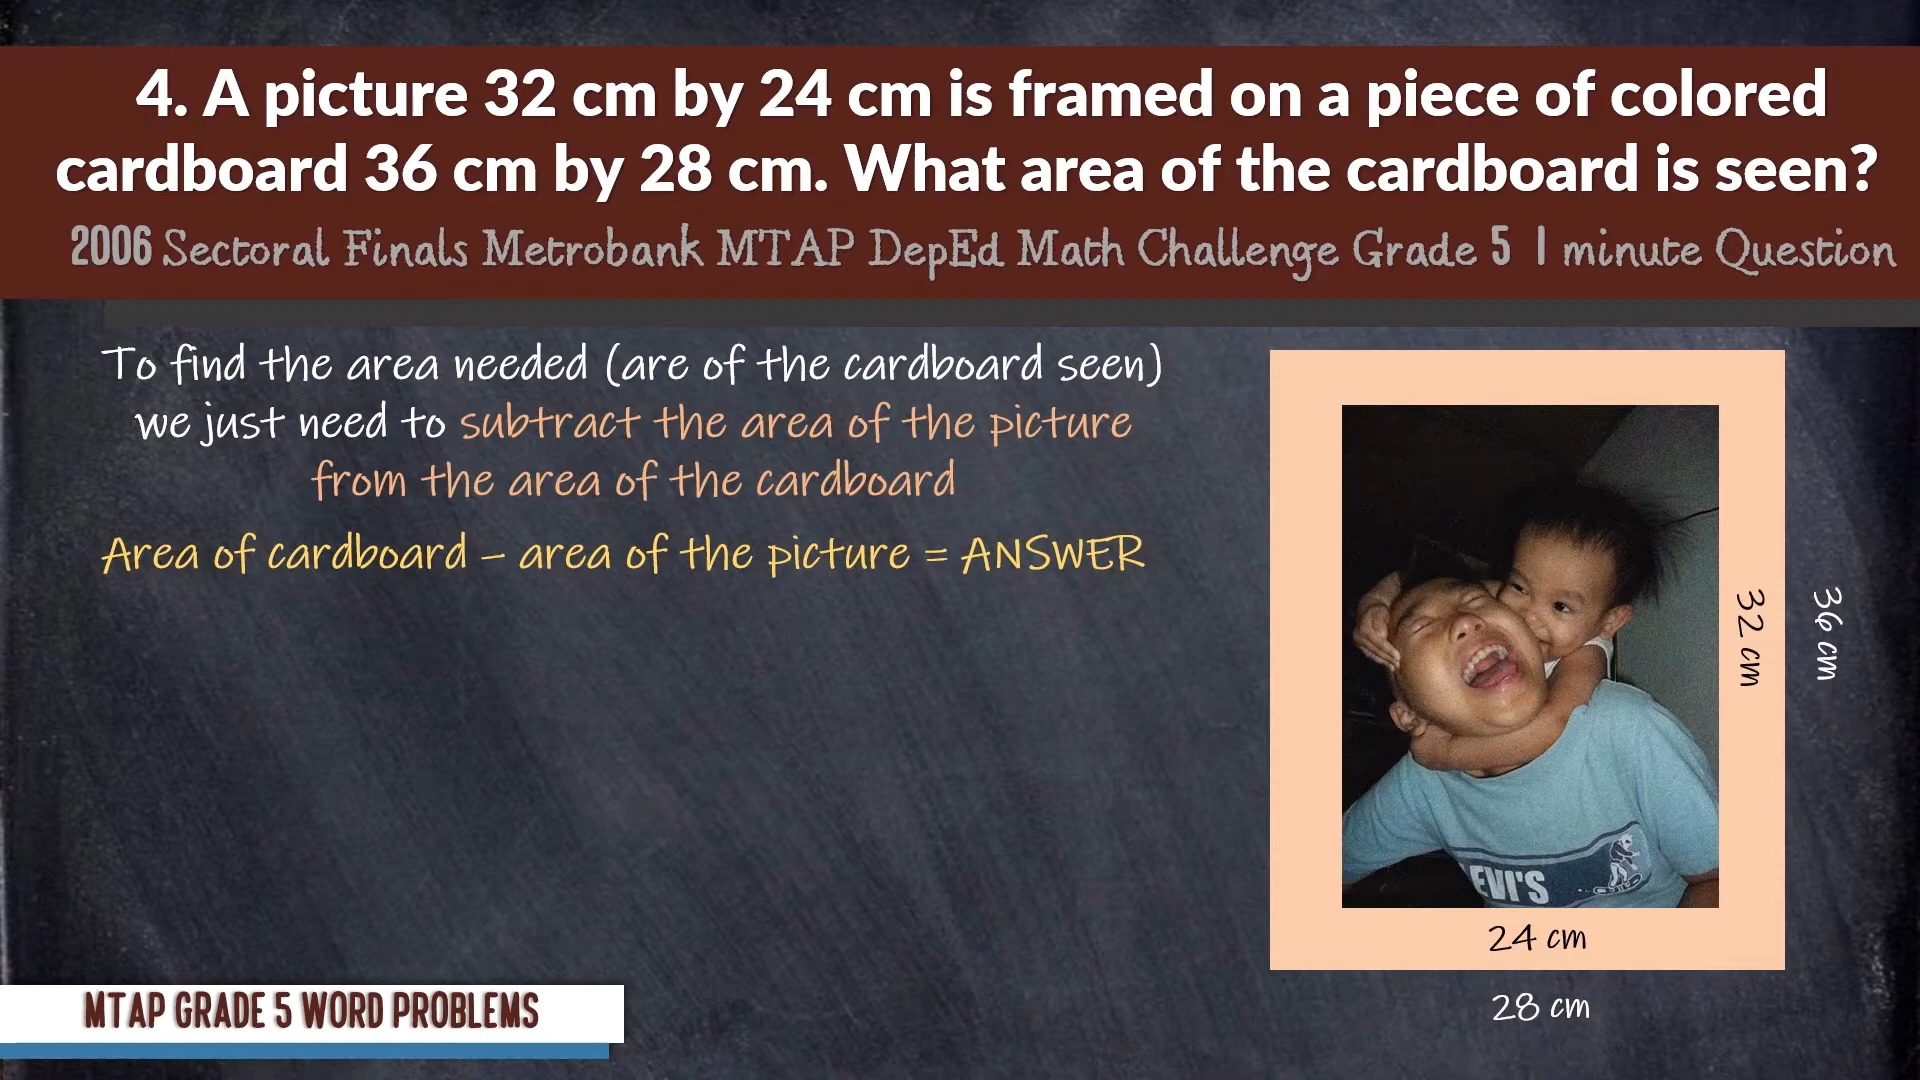 4. A picture 32 cm by 24 cm is framed on a piece of colored
cardboard 36 cm by 28 cm. What area of the cardboard is seen?
2006 Sectoral Finals Metrobank MTAP DepEd Math Challenge Grade 5 1 minute Question
To find the area needed (are of the cardboard seen)
we just need to subtract the area of the picture
from the area of the cardboard
Area of cardboard – area of the picture = ANSWER
32 cm
36 cm
EVI'S
24 cm
28 cm
MTAP GRADE 5 WORD PROBLEMS